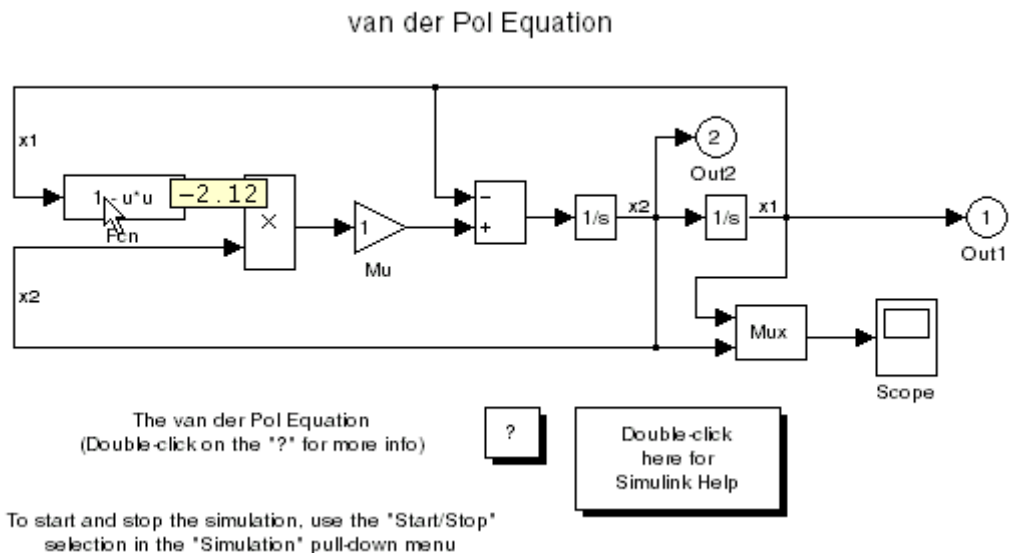 van der Pol Equation
x1
1 - u*u
-2.12
Fcn
×
x2
1
Mu
−
+
1/s
x2
2
Out2
1/s
x1
1
Out1
Mux
Scope
The van der Pol Equation
(Double-click on the "?" for more info)
?
Double-click
here for
Simulink Help
To start and stop the simulation, use the "Start/Stop"
selection in the "Simulation" pull-down menu